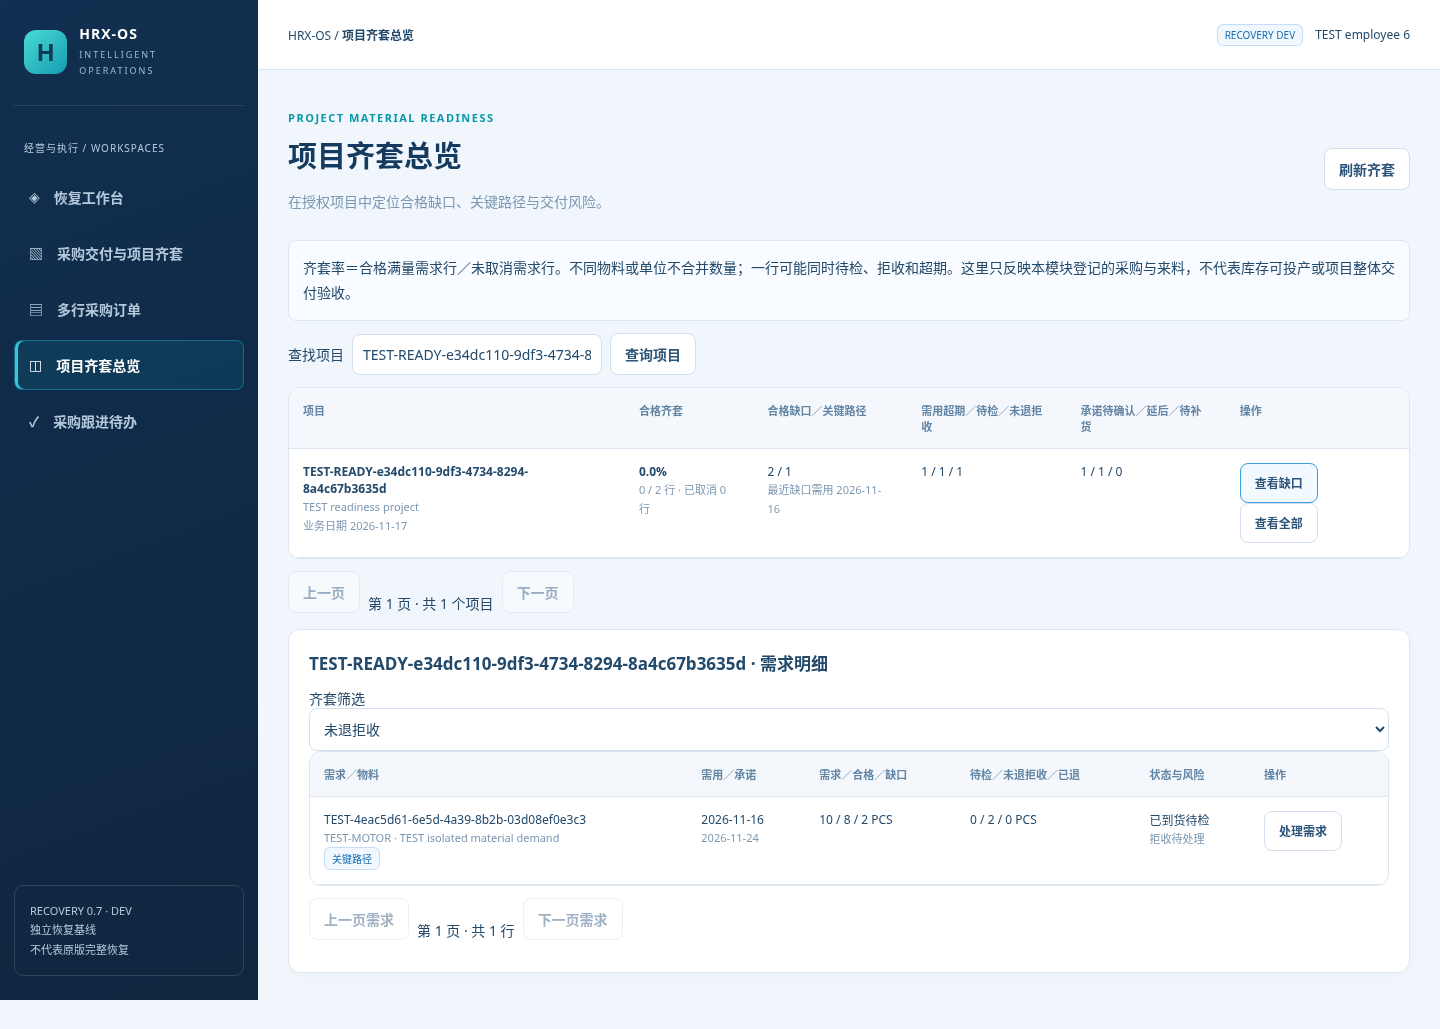 HRX-OS
INTELLIGENT
OPERATIONS
经营与执行 / WORKSPACES
恢复工作台
采购交付与项目齐套
多行采购订单
项目齐套总览
采购跟进待办
RECOVERY 0.7 · DEV
独立恢复基线
不代表原版完整恢复
HRX-OS / 项目齐套总览
RECOVERY DEV
TEST employee 6
PROJECT MATERIAL READINESS
项目齐套总览
在授权项目中定位合格缺口、关键路径与交付风险。
刷新齐套
齐套率＝合格满量需求行／未取消需求行。不同物料或单位不合并数量；一行可能同时待检、拒收和超期。这里只反映本模块登记的采购与来料，不代表库存可投产或项目整体交
付验收。
查找项目
TEST-READY-e34dc110-9df3-4734-8
查询项目
项目
合格齐套
合格缺口／关键路径
需用超期／待检／未退拒
收
承诺待确认／延后／待补
货
操作
TEST-READY-e34dc110-9df3-4734-8294-
8a4c67b3635d
TEST readiness project
业务日期 2026-11-17
0.0%
0 / 2 行 · 已取消 0
行
2 / 1
最近缺口需用 2026-11-
16
1 / 1 / 1
1 / 1 / 0
查看缺口
查看全部
上一页
第 1 页 · 共 1 个项目
下一页
TEST-READY-e34dc110-9df3-4734-8294-8a4c67b3635d · 需求明细
齐套筛选
未退拒收
需求／物料
需用／承诺
需求／合格／缺口
待检／未退拒收／已退
状态与风险
操作
TEST-4eac5d61-6e5d-4a39-8b2b-03d08ef0e3c3
TEST-MOTOR · TEST isolated material demand
关键路径
2026-11-16
2026-11-24
10 / 8 / 2 PCS
0 / 2 / 0 PCS
已到货待检
拒收待处理
处理需求
上一页需求
第 1 页 · 共 1 行
下一页需求